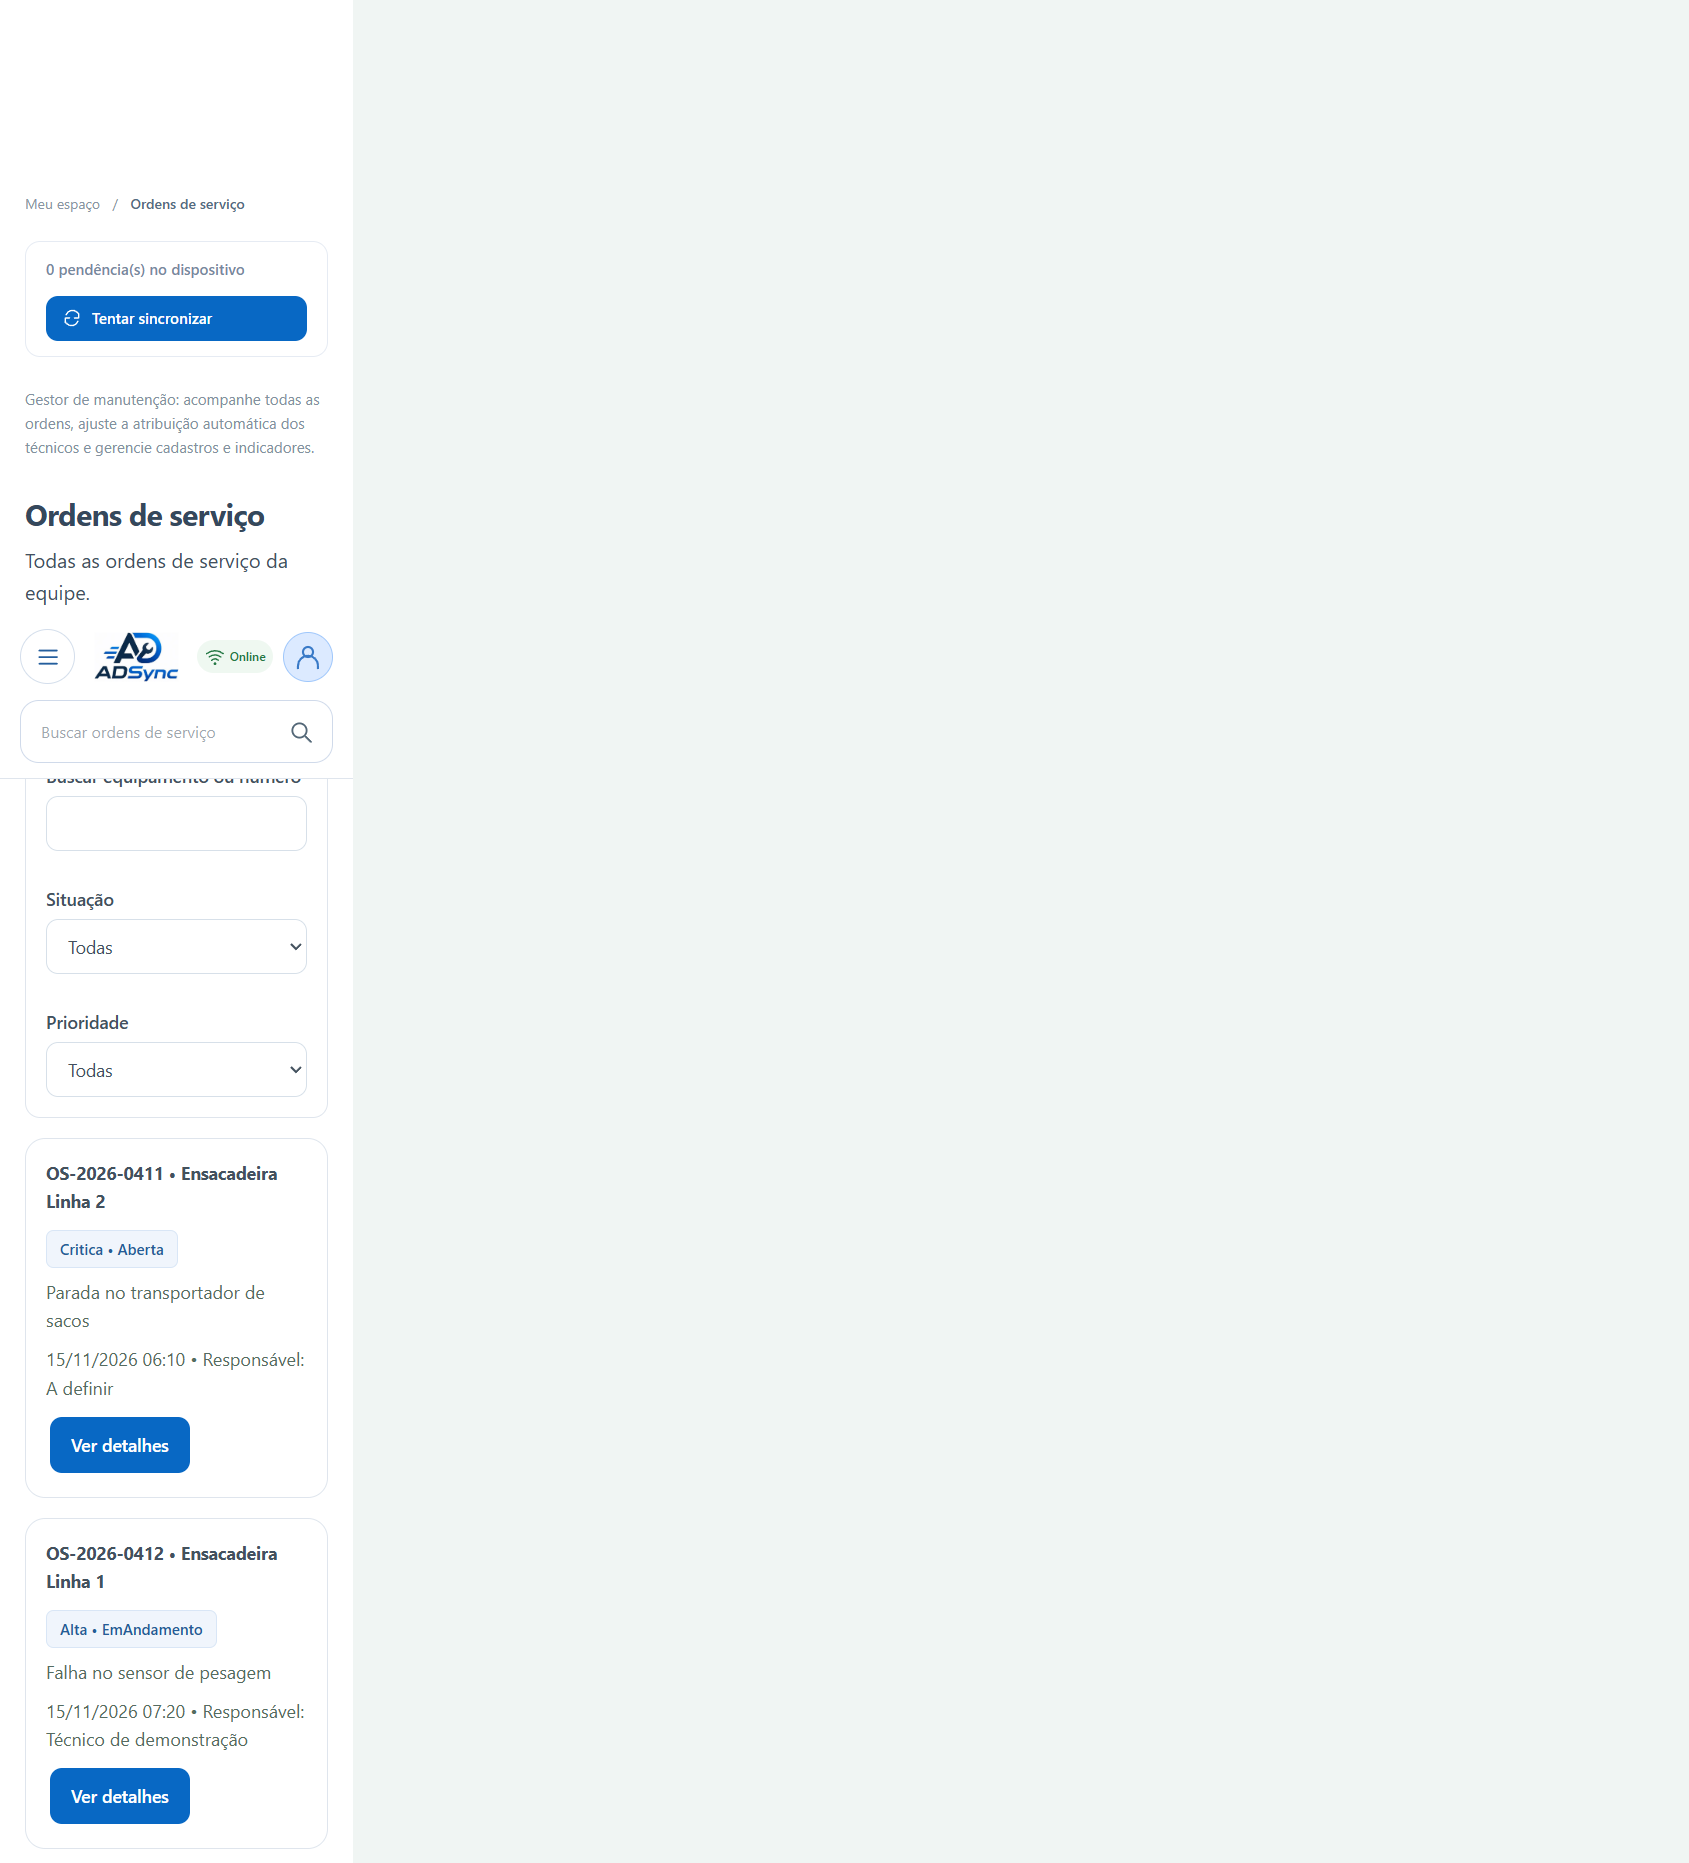 Meu espaço / Ordens de serviço
0 pendência(s) no dispositivo
Tentar sincronizar
Gestor de manutenção: acompanhe todas as
ordens, ajuste a atribuição automática dos
técnicos e gerencie cadastros e indicadores.
Ordens de serviço
Todas as ordens de serviço da
equipe.
ADSync
Online
Buscar ordens de serviço
Buscar equipamento ou número
Situação
Todas
Prioridade
Todas
OS-2026-0411 • Ensacadeira
Linha 2
Critica • Aberta
Parada no transportador de
sacos
15/11/2026 06:10 • Responsável:
A definir
Ver detalhes
OS-2026-0412 • Ensacadeira
Linha 1
Alta • EmAndamento
Falha no sensor de pesagem
15/11/2026 07:20 • Responsável:
Técnico de demonstração
Ver detalhes